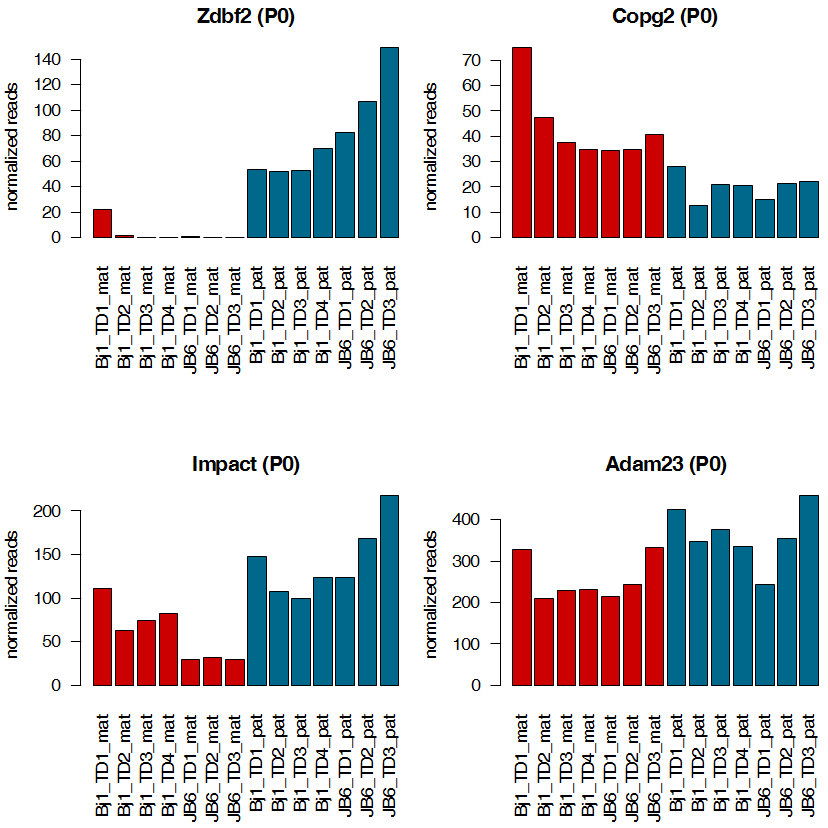 Zdbf2 (P0)
normalized reads
140
120
100
80
60
40
20
0
Bj1_TD1_mat
Bj1_TD2_mat
Bj1_TD3_mat
Bj1_TD4_mat
JB6_TD1_mat
JB6_TD2_mat
JB6_TD3_mat
Bj1_TD1_pat
Bj1_TD2_pat
Bj1_TD3_pat
Bj1_TD4_pat
JB6_TD1_pat
JB6_TD2_pat
JB6_TD3_pat
Copg2 (P0)
normalized reads
70
60
50
40
30
20
10
0
Bj1_TD1_mat
Bj1_TD2_mat
Bj1_TD3_mat
Bj1_TD4_mat
JB6_TD1_mat
JB6_TD2_mat
JB6_TD3_mat
Bj1_TD1_pat
Bj1_TD2_pat
Bj1_TD3_pat
Bj1_TD4_pat
JB6_TD1_pat
JB6_TD2_pat
JB6_TD3_pat
Impact (P0)
normalized reads
200
150
100
50
0
Bj1_TD1_mat
Bj1_TD2_mat
Bj1_TD3_mat
Bj1_TD4_mat
JB6_TD1_mat
JB6_TD2_mat
JB6_TD3_mat
Bj1_TD1_pat
Bj1_TD2_pat
Bj1_TD3_pat
Bj1_TD4_pat
JB6_TD1_pat
JB6_TD2_pat
JB6_TD3_pat
Adam23 (P0)
normalized reads
400
300
200
100
0
Bj1_TD1_mat
Bj1_TD2_mat
Bj1_TD3_mat
Bj1_TD4_mat
JB6_TD1_mat
JB6_TD2_mat
JB6_TD3_mat
Bj1_TD1_pat
Bj1_TD2_pat
Bj1_TD3_pat
Bj1_TD4_pat
JB6_TD1_pat
JB6_TD2_pat
JB6_TD3_pat